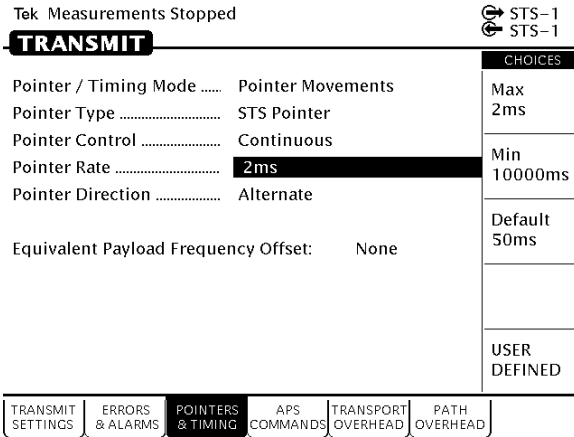 Tek Measurements Stopped
STS-1
STS-1
TRANSMIT
Pointer / Timing Mode ...... Pointer Movements
Pointer Type ............................ STS Pointer
Pointer Control ...................... Continuous
Pointer Rate ............................. 2ms
Pointer Direction .................. Alternate
Equivalent Payload Frequency Offset: None
CHOICES
Max
2ms
Min
10000ms
Default
50ms
USER
DEFINED
TRANSMIT
SETTINGS
ERRORS
& ALARMS
POINTERS
& TIMING
APS
COMMANDS
TRANSPORT
OVERHEAD
PATH
OVERHEAD